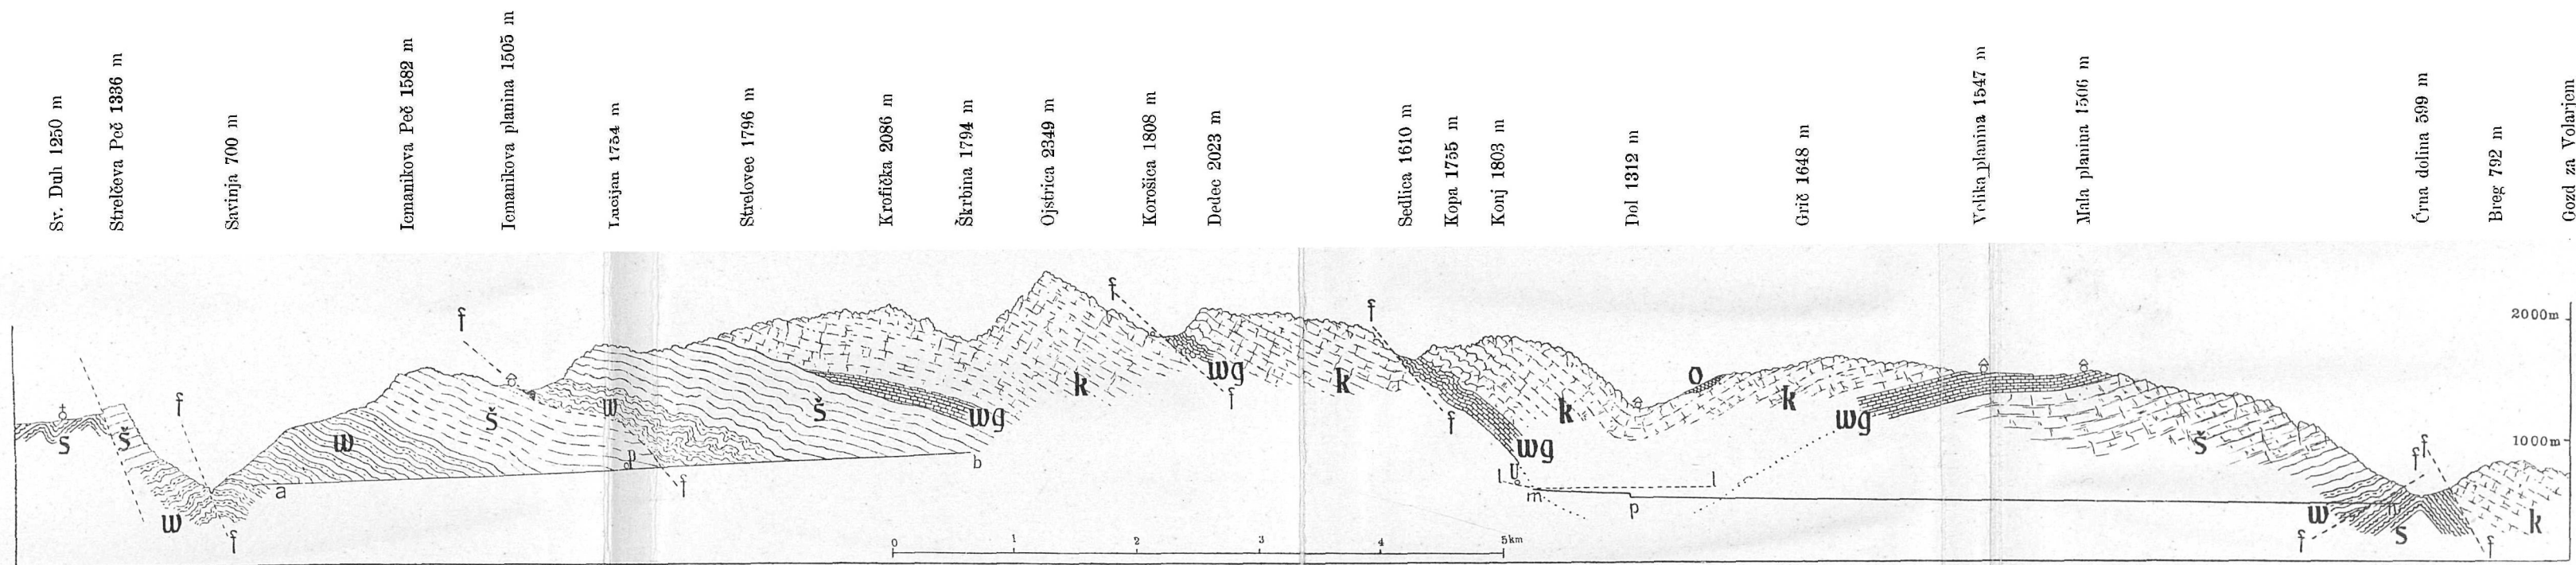 Sv. Duh 1250 m
Strelčeva Peč 1336 m
Savinja 700 m
Icmanikova Peč 1582 m
Icmanikova planina 1505 m
Lucijan 1754 m
Strelovec 1796 m
Krofička 2086 m
Škrbina 1794 m
Ojstrica 2349 m
Korošica 1808 m
Dedec 2023 m
Sedlica 1610 m
Kopa 1755 m
Konj 1803 m
Dol 1312 m
Grič 1648 m
Velika planina 1547 m
Mala planina 1506 m
Črna dolina 599 m
Breg 792 m
Gozd za Volarjem
f
f
f
2000m
o
wg
k
k
k
k
f
f
w
š
wg
wg
š
s
š
w
f
wg
š
f
f
1000m
p
b
l
U
l
a
f
m
p
w
n
k
w
f
f
s
f
0
1
2
3
4
5km